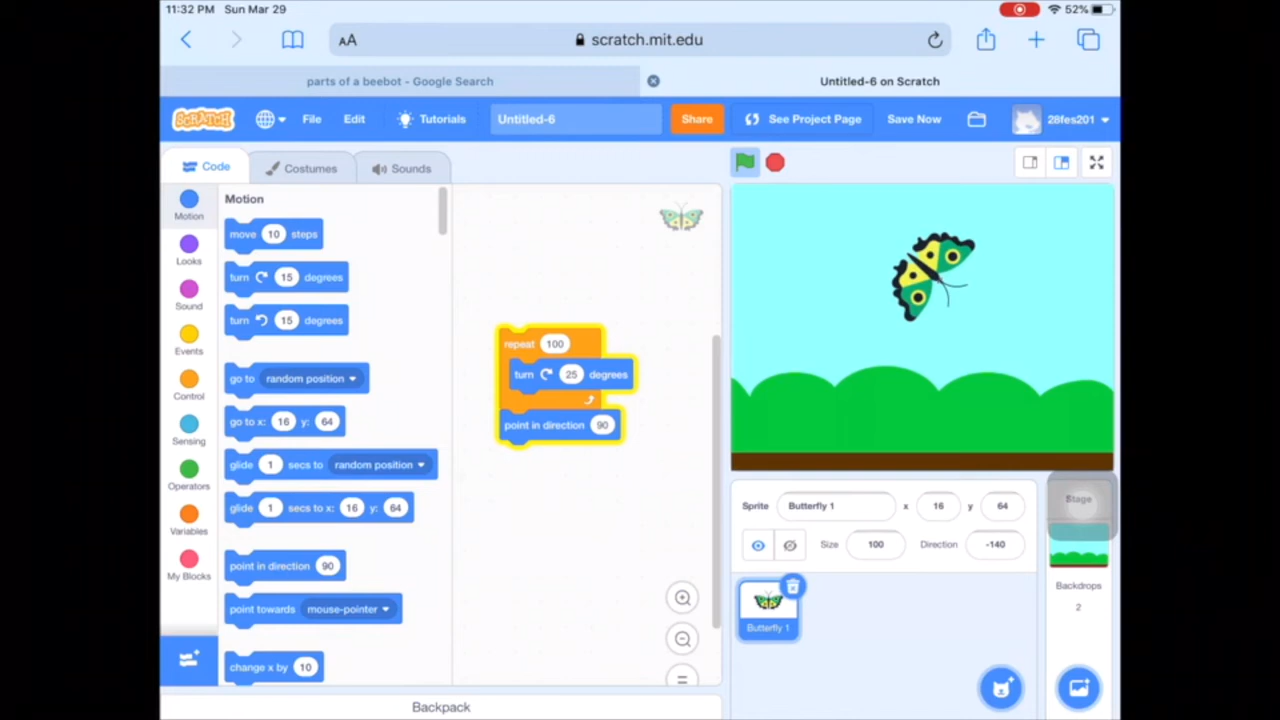 11:32 PM Sun Mar 29
52%
AA scratch.mit.edu
parts of a beebot - Google Search
Untitled-6 on Scratch
SCRATCH File Edit Tutorials Untitled-6 Share See Project Page Save Now 28fes201
Code Costumes Sounds
Motion
Looks
Sound
Events
Control
Sensing
Operators
Variables
My Blocks
Motion
move 10 steps
turn 15 degrees
turn 15 degrees
go to random position
go to x: 16 y: 64
glide 1 secs to random position
glide 1 secs to x: 16 y: 64
point in direction 90
point towards mouse-pointer
change x by 10
repeat 100
turn 25 degrees
point in direction 90
Sprite Butterfly 1 x 16 y 64
Size 100 Direction -140
Butterfly 1
Stage
Backdrops
2
Backpack